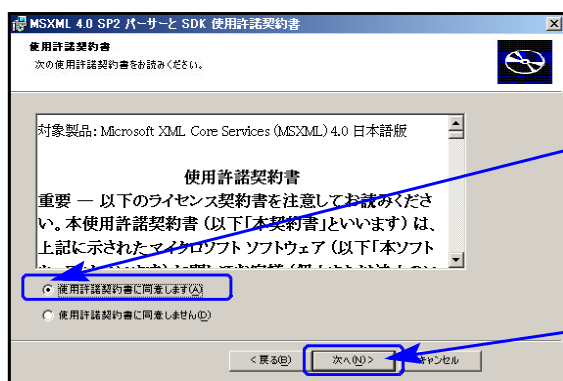 MSXML 4.0 SP2 パーサーと SDK 使用許諾契約書
使用許諾契約書
次の使用許諾契約書をお読みください。
対象製品: Microsoft XML Core Services (MSXML) 4.0 日本語版
使用許諾契約書
重要 — 以下のライセンス契約書を注意してお読みくださ
い。本使用許諾契約書 (以下「本契約書」といいます) は、
上記に示されたマイクロソフト ソフトウェア (以下「本ソフト
使用許諾契約書に同意します(A)
使用許諾契約書に同意しません(D)
< 戻る(B)
次へ(N) >
キャンセル